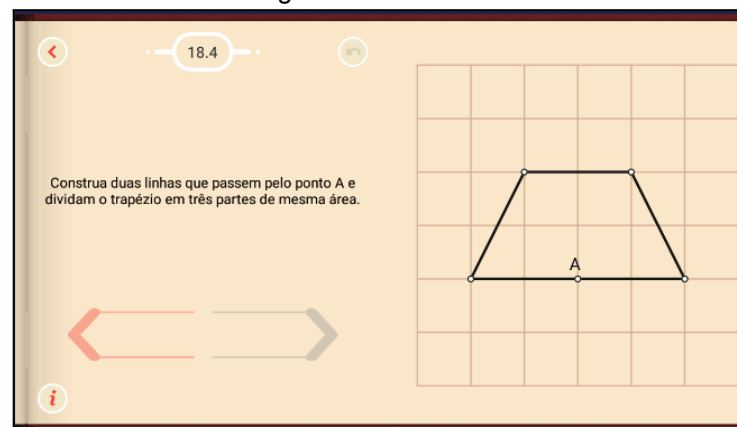 18.4
Construa duas linhas que passem pelo ponto A e
dividam o trapézio em três partes de mesma área.
A
i